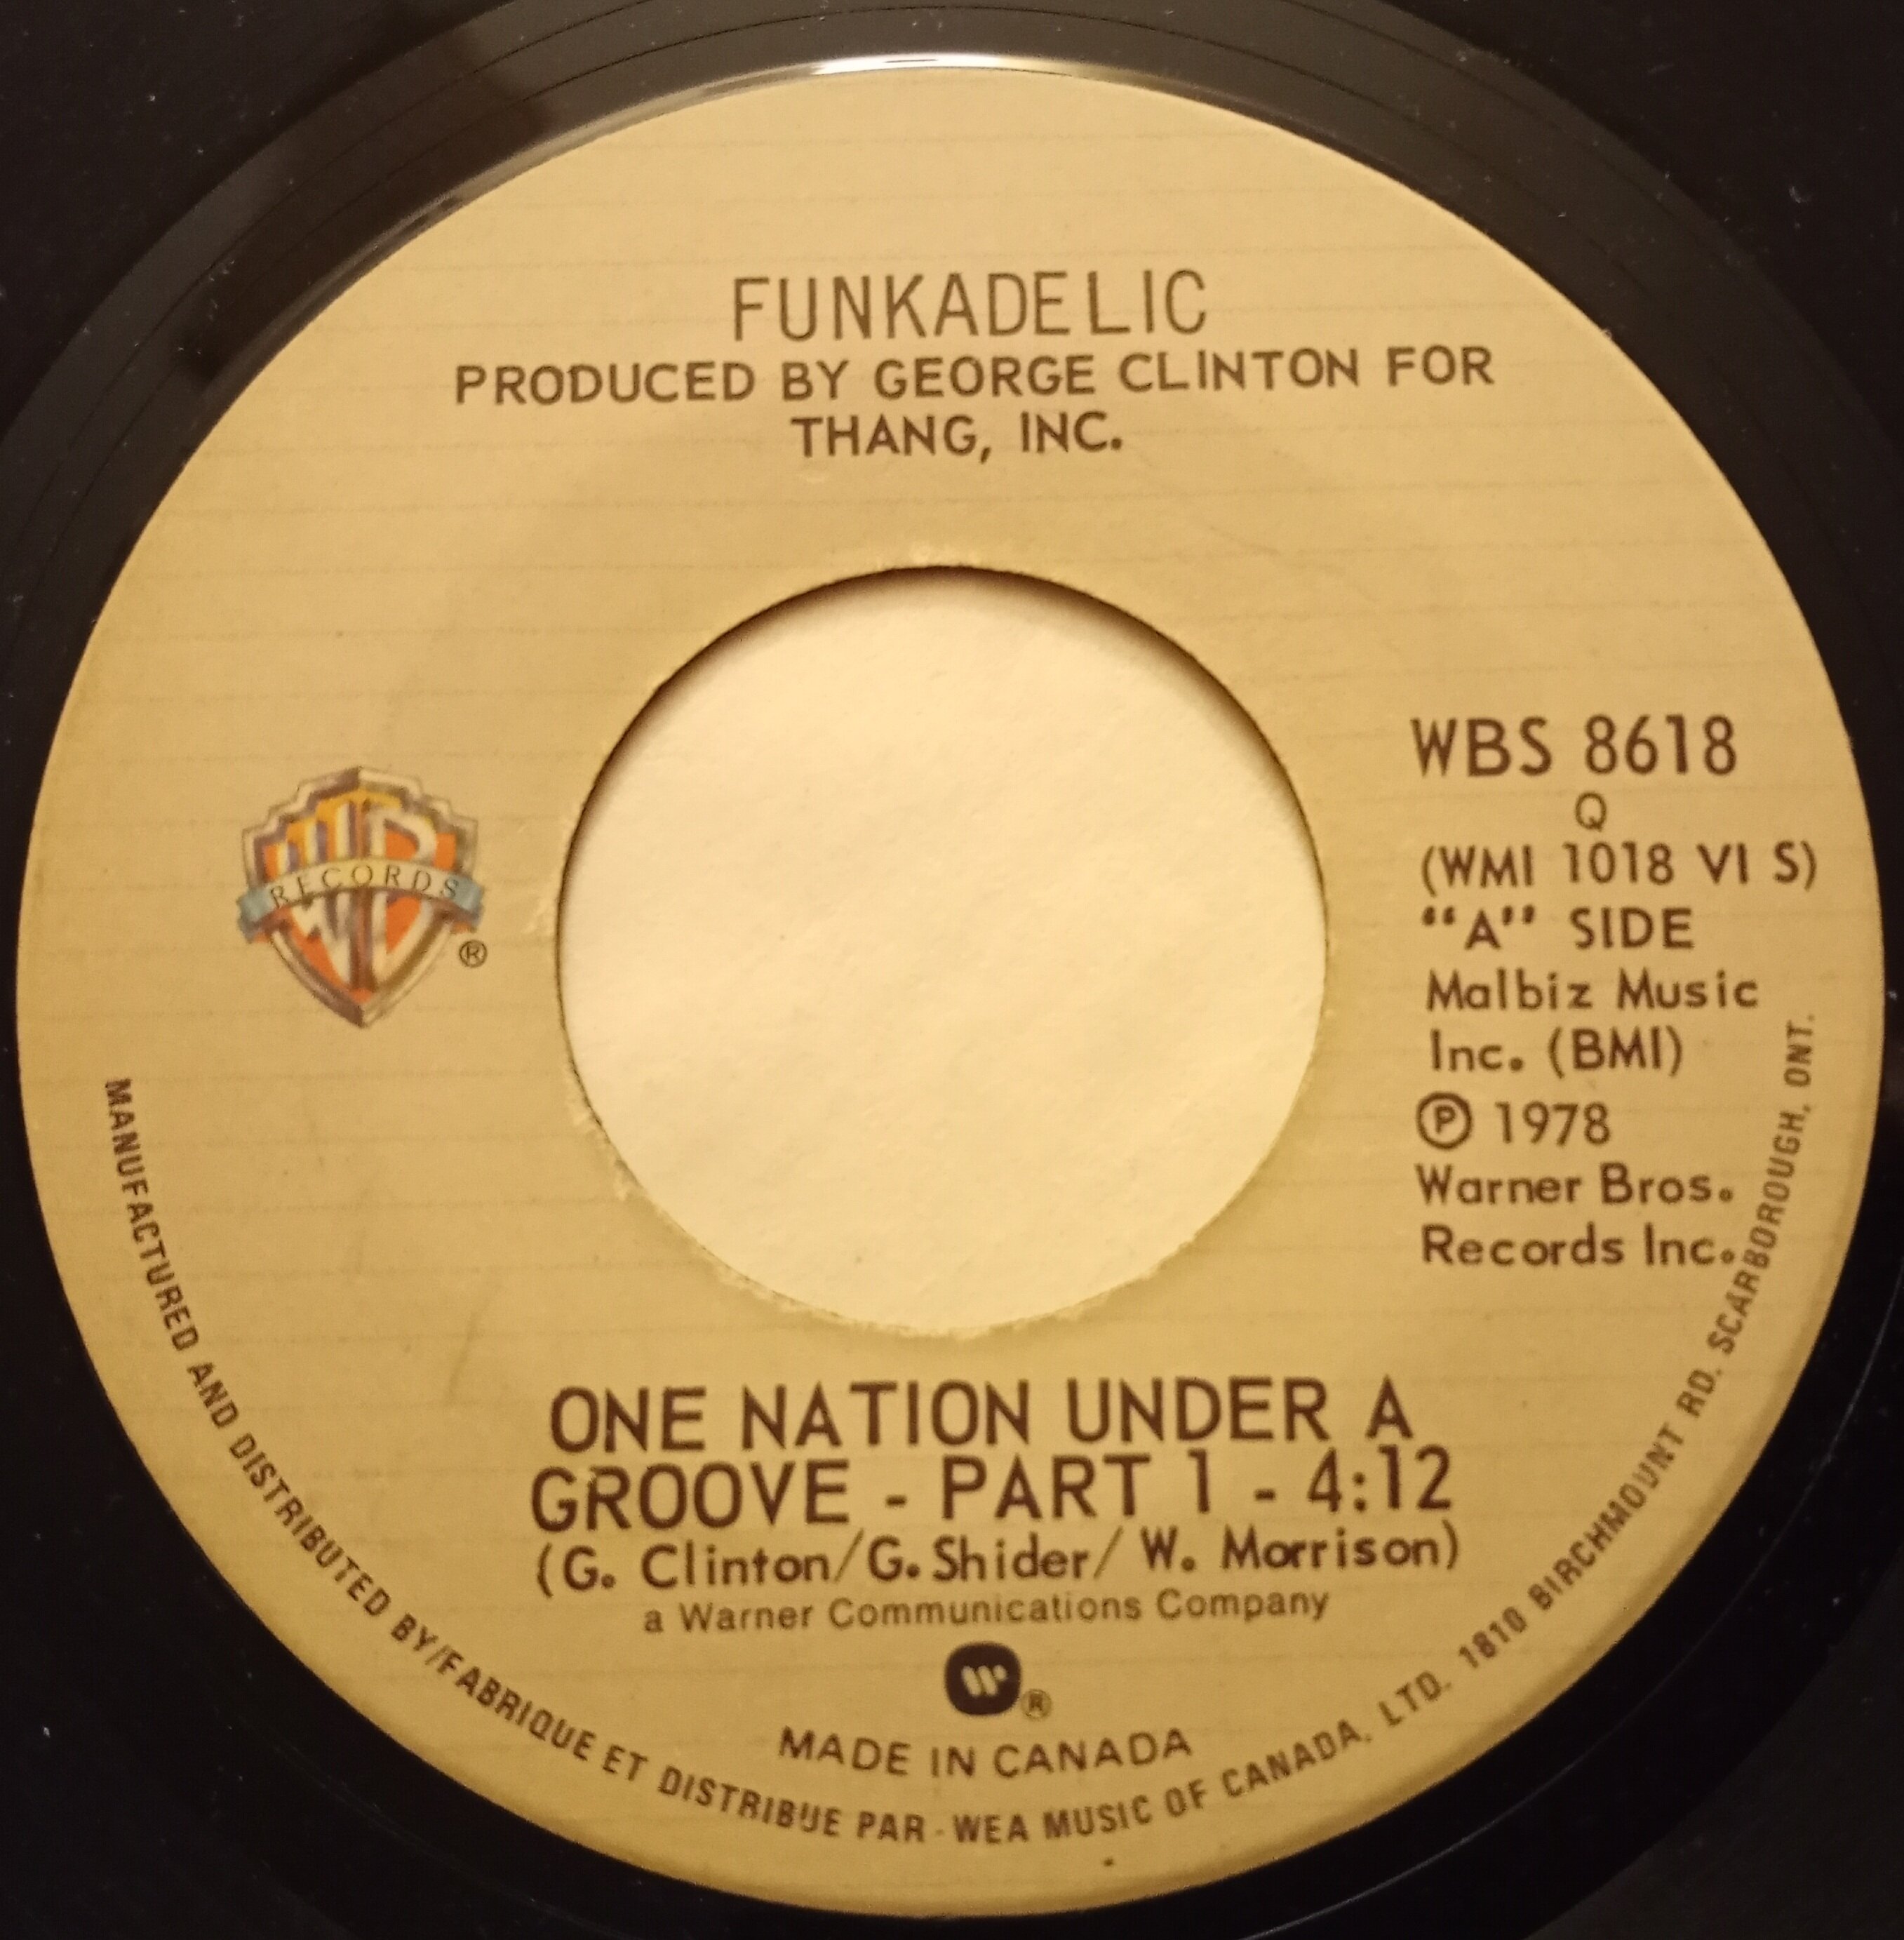 FUNKADELIC
PRODUCED BY GEORGE CLINTON FOR
THANG, INC.
WB
RECORDS
®
WBS 8618
Q
(WMI 1018 VI S)
“A” SIDE
Malbiz Music
Inc. (BMI)
Ⓟ 1978
Warner Bros.
Records Inc.
ONE NATION UNDER A
GROOVE - PART 1 - 4:12
(G. Clinton/G. Shider/ W. Morrison)
a Warner Communications Company
W®
MADE IN CANADA
MANUFACTURED AND DISTRIBUTED BY/FABRIQUE ET DISTRIBUE PAR - WEA MUSIC OF CANADA, LTD. 1810 BIRCHMOUNT RD. SCARBOROUGH, ONT.